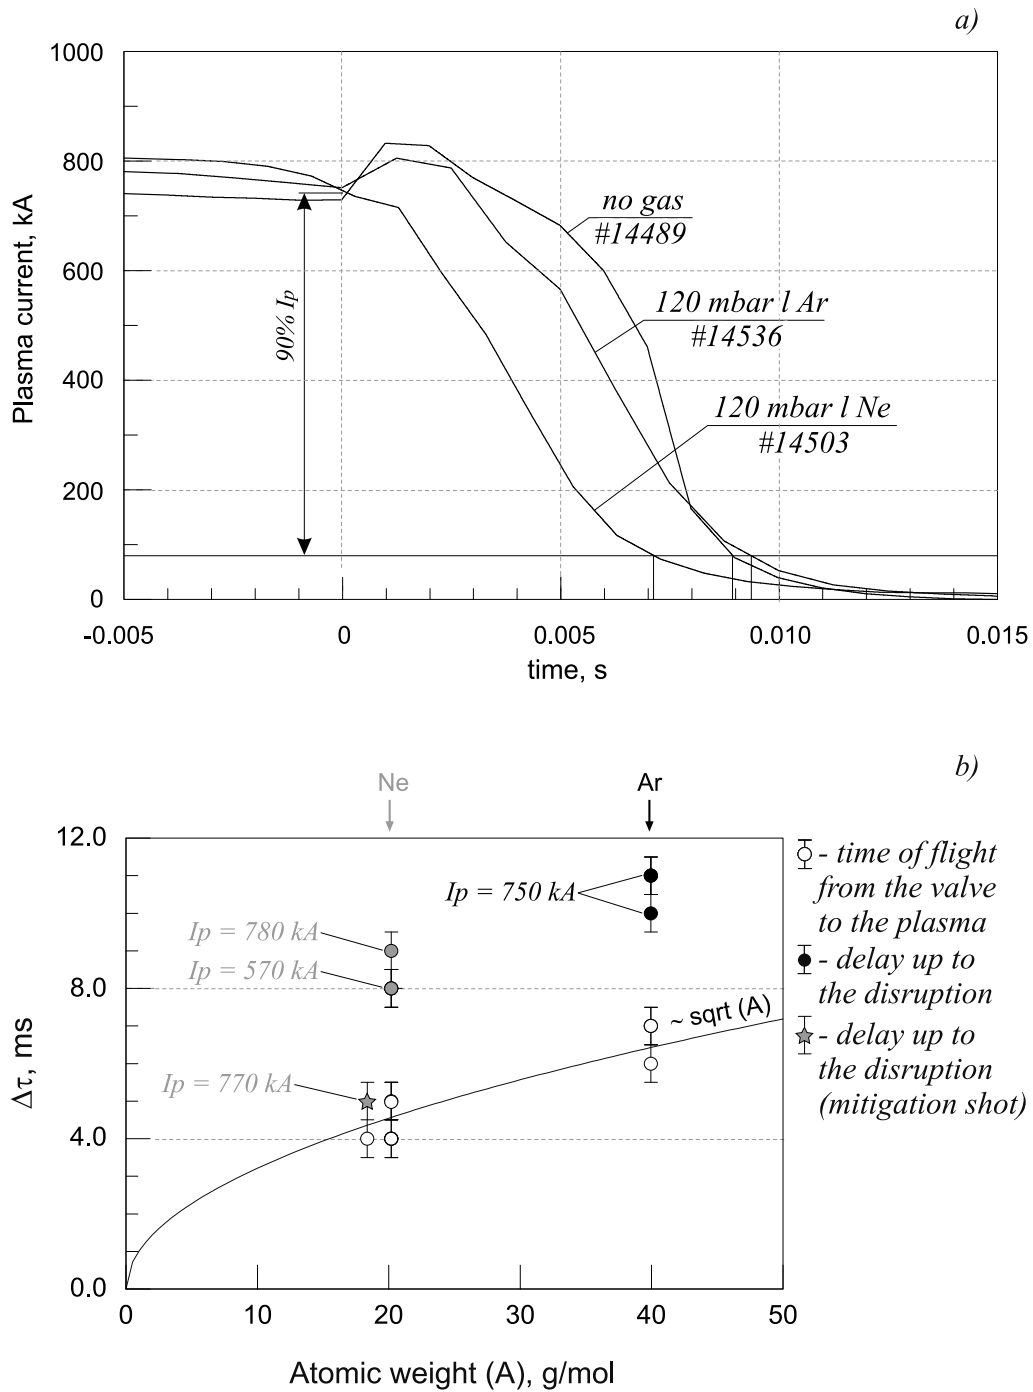 a)
1000
800
600
400
200
0
Plasma current, kA
90% Ip
no gas
#14489
120 mbar l Ar
#14536
120 mbar l Ne
#14503
-0.005
0
0.005
0.010
0.015
time, s
b)
Ne
Ar
12.0
8.0
4.0
0.0
Δτ, ms
Ip = 750 kA
Ip = 780 kA
Ip = 570 kA
~ sqrt (A)
Ip = 770 kA
- time of flight
from the valve
to the plasma
- delay up to
the disruption
- delay up to
the disruption
(mitigation shot)
0
10
20
30
40
50
Atomic weight (A), g/mol